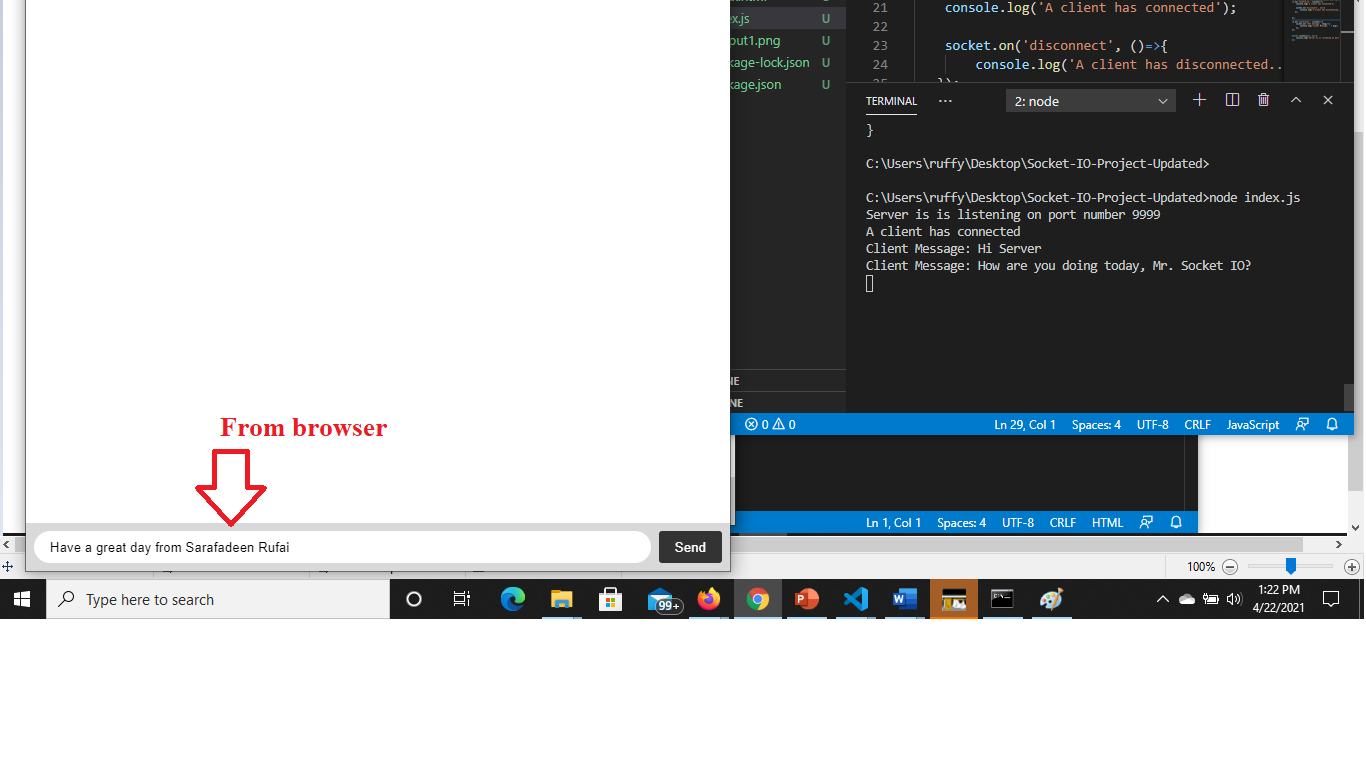 From browser
Have a great day from Sarafadeen Rufai
Send
ex.js U
put1.png U
kage-lock.json U
kage.json U
21 console.log('A client has connected');
22
23 socket.on('disconnect', ()=>{
24 console.log('A client has disconnected..
25 });
TERMINAL ··· 2: node
}
C:\Users\ruffy\Desktop\Socket-IO-Project-Updated>
C:\Users\ruffy\Desktop\Socket-IO-Project-Updated>node index.js
Server is is listening on port number 9999
A client has connected
Client Message: Hi Server
Client Message: How are you doing today, Mr. Socket IO?
NE
NE
0 0 Ln 29, Col 1 Spaces: 4 UTF-8 CRLF JavaScript
Ln 1, Col 1 Spaces: 4 UTF-8 CRLF HTML
100%
Type here to search
99+
1:22 PM
4/22/2021